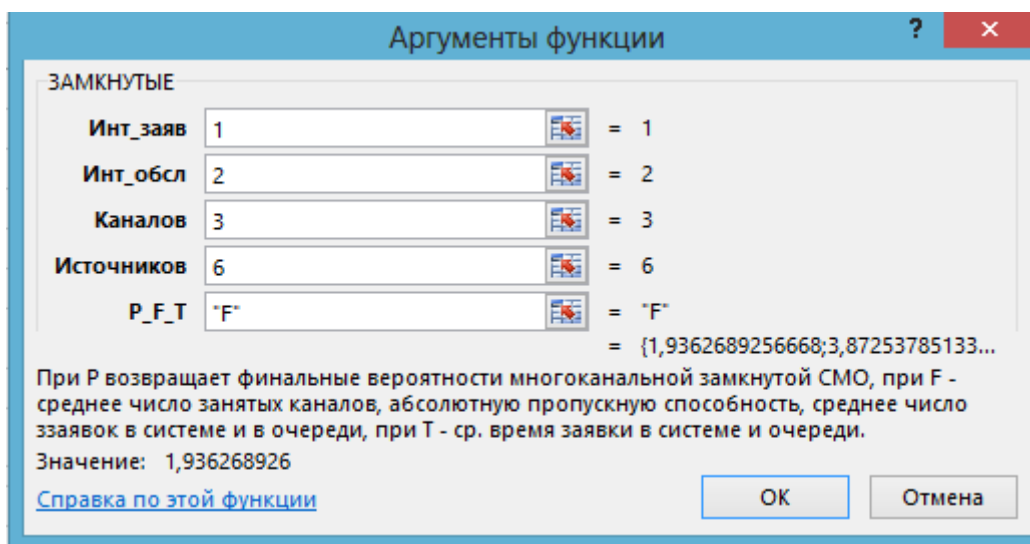 Аргументы функции ? ×
ЗАМКНУТЫЕ
Инт_заяв 1 = 1
Инт_обсл 2 = 2
Каналов 3 = 3
Источников 6 = 6
P_F_T "F" = "F"
= {1,9362689256668;3,87253785133...
При P возвращает финальные вероятности многоканальной замкнутой СМО, при F -
среднее число занятых каналов, абсолютную пропускную способность, среднее число
ззаявок в системе и в очереди, при T - ср. время заявки в системе и очереди.
Значение: 1,936268926
Справка по этой функции ОК Отмена